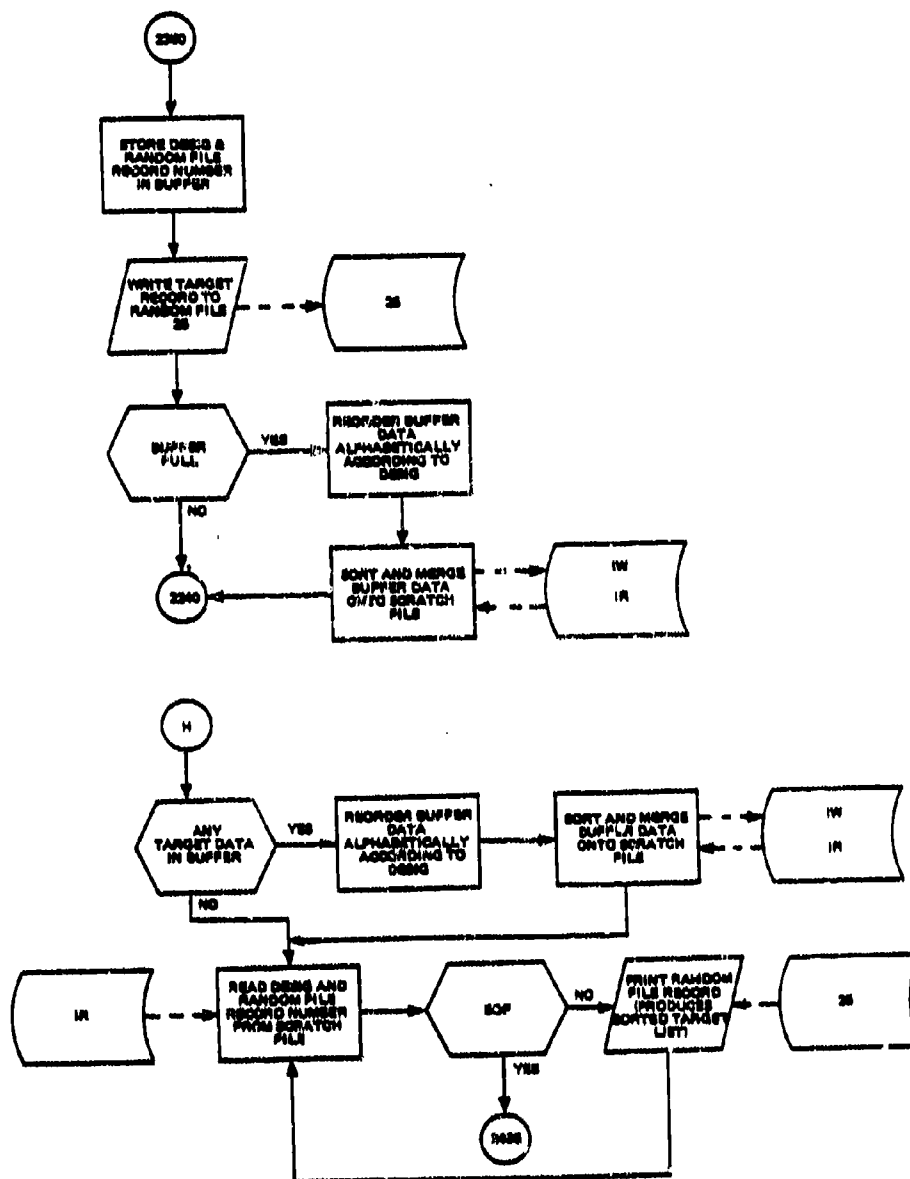 STORE DESIG &
RANDOM FILE
RECORD NUMBER
IN BUFFER
WRITE TARGET
RECORD TO
RANDOM FILE
25
25
BUFFER
FULL
YES
REORDER BUFFER
DATA
ALPHABETICALLY
ACCORDING TO
DESIG
NO
SORT AND MERGE
BUFFER DATA
ONTO SCRATCH
FILE
IW
IR
H
ANY
TARGET DATA
IN BUFFER
YES
REORDER BUFFER
DATA
ALPHABETICALLY
ACCORDING TO
DESIG
SORT AND MERGE
BUFFER DATA
ONTO SCRATCH
FILE
IW
IR
NO
IR
READ DESIG AND
RANDOM FILE
RECORD NUMBER
FROM SCRATCH
FILE
EOF
NO
PRINT RANDOM
FILE RECORD
(PRODUCES
SORTED TARGET
LIST)
25
YES